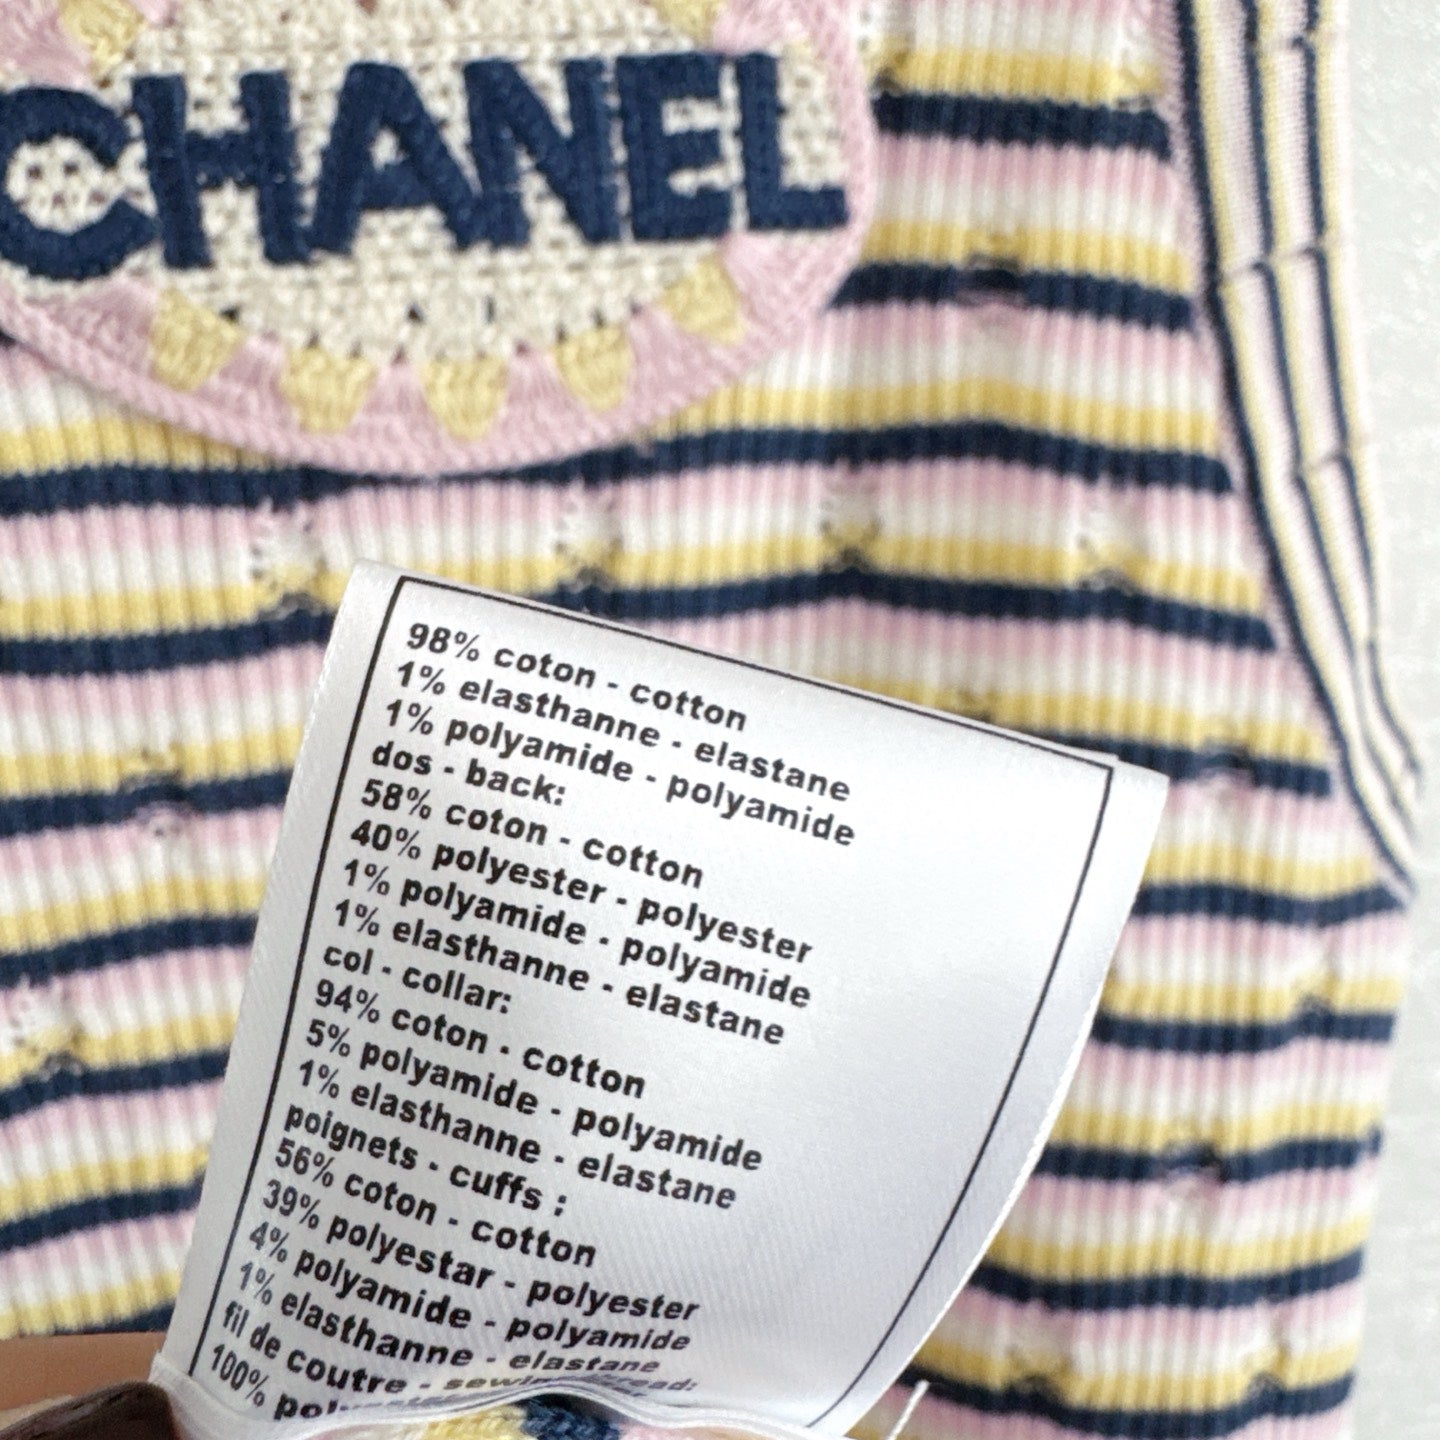 CHANEL
98% coton - cotton
1% elasthanne - elastane
1% polyamide - polyamide
dos - back:
58% coton - cotton
40% polyester - polyester
1% polyamide - polyamide
1% elasthanne - elastane
col - collar:
94% coton - cotton
5% polyamide - polyamide
1% elasthanne - elastane
poignets - cuffs :
56% coton - cotton
39% polyestar - polyester
4% polyamide - polyamide
1% elasthanne - elastane
fil de coutre - sewing thread:
100%